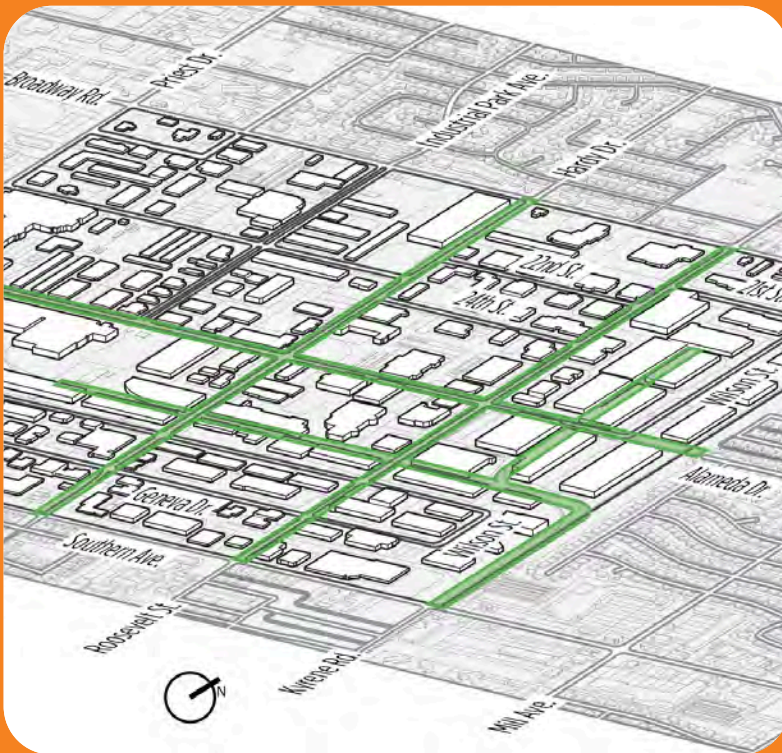 Priest Dr.
Broadway Rd.
Industrial Park Ave.
Hardy Dr.
22nd St.
24th St.
21st S
Wilson St.
Alameda Dr.
Geneva Dr.
Wilson St.
Southern Ave.
Roosevelt St.
Kyrene Rd.
Mill Ave.
N